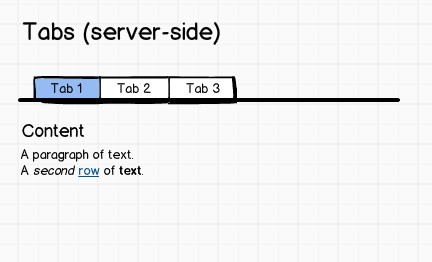 Tabs (server-side)
Tab 1 Tab 2 Tab 3
Content
A paragraph of text.
A second row of text.